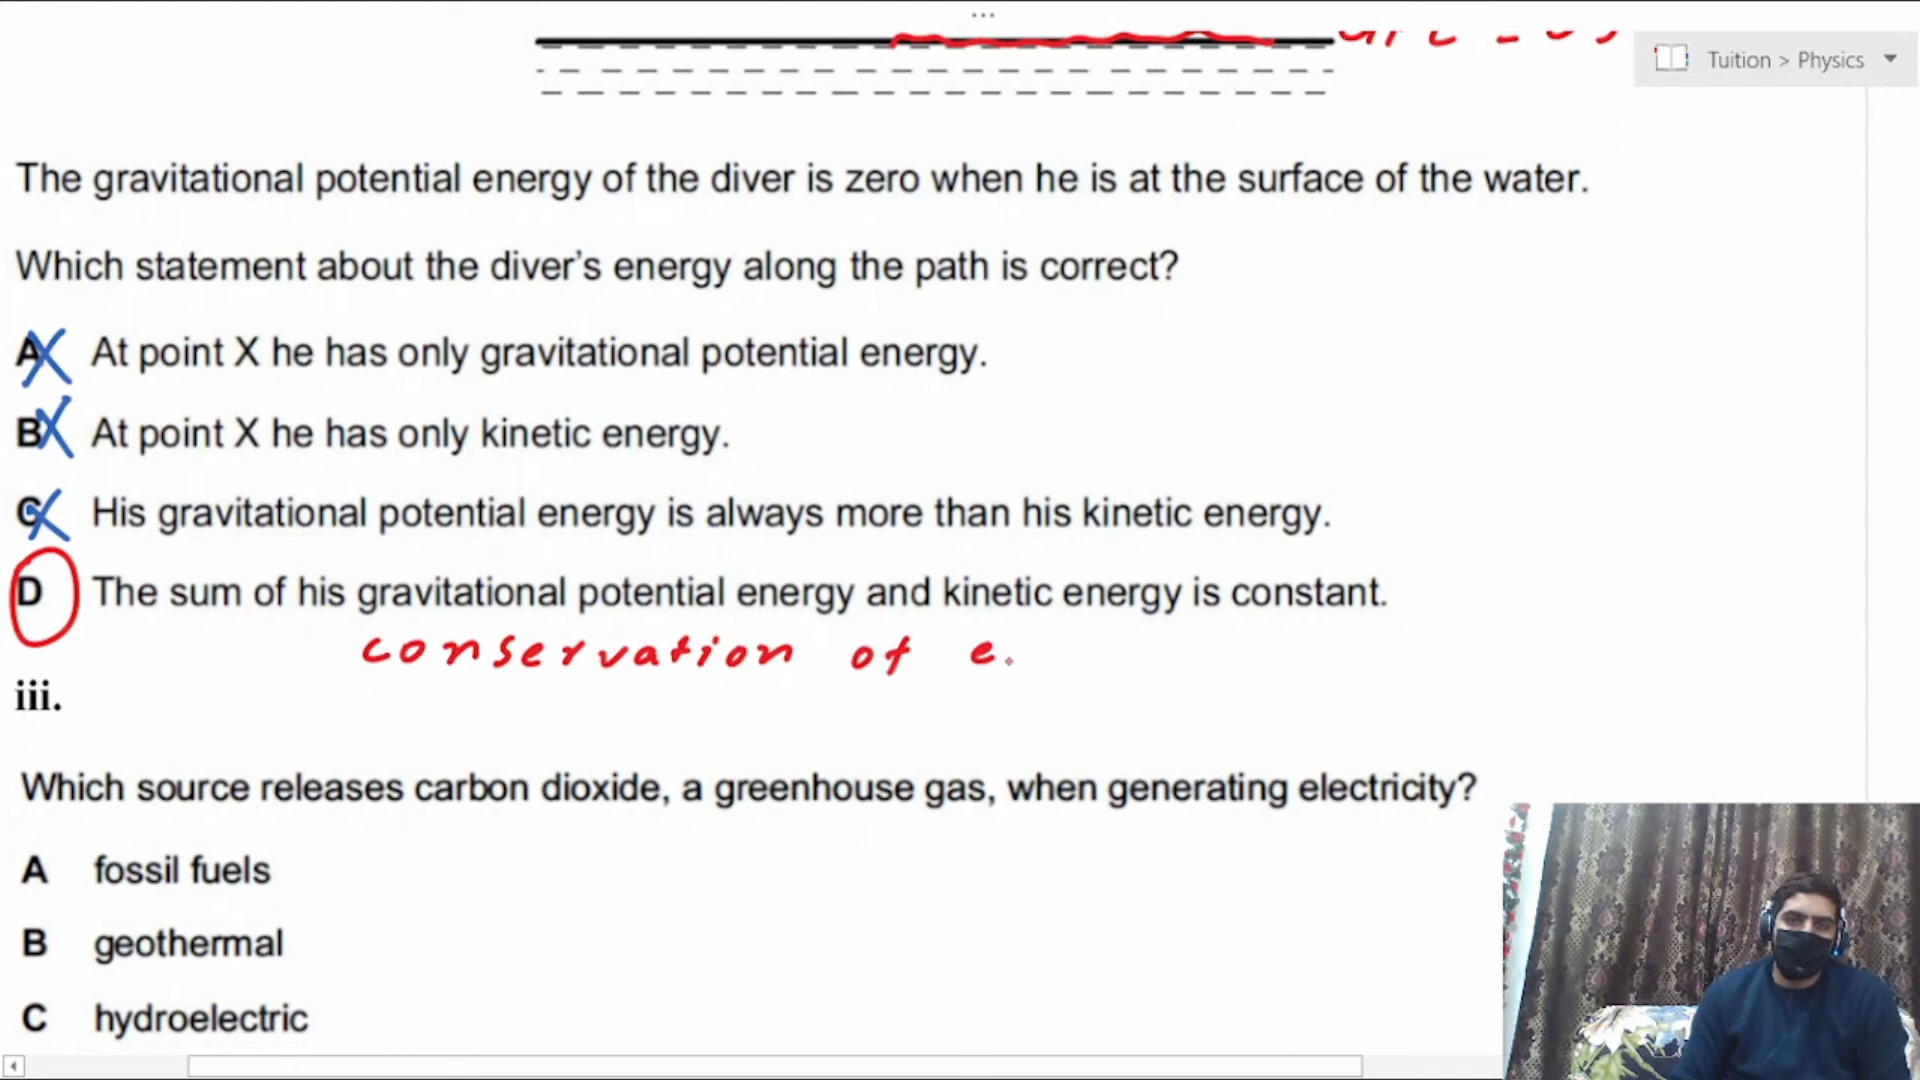 Tuition > Physics
The gravitational potential energy of the diver is zero when he is at the surface of the water.
Which statement about the diver's energy along the path is correct?
A At point X he has only gravitational potential energy.
B At point X he has only kinetic energy.
C His gravitational potential energy is always more than his kinetic energy.
D The sum of his gravitational potential energy and kinetic energy is constant.
conservation of e
iii.
Which source releases carbon dioxide, a greenhouse gas, when generating electricity?
A fossil fuels
B geothermal
C hydroelectric